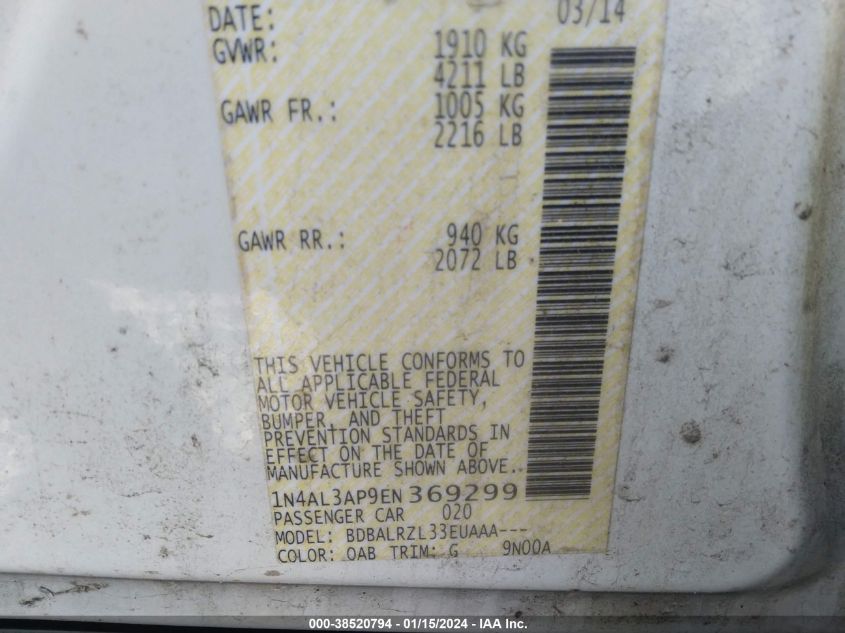 DATE: 03/14
GVWR: 1910 KG
4211 LB
GAWR FR.: 1005 KG
2216 LB
GAWR RR.: 940 KG
2072 LB
THIS VEHICLE CONFORMS TO
ALL APPLICABLE FEDERAL
MOTOR VEHICLE SAFETY,
BUMPER, AND THEFT
PREVENTION STANDARDS IN
EFFECT ON THE DATE OF
MANUFACTURE SHOWN ABOVE..
1N4AL3AP9EN 369299
PASSENGER CAR 020
MODEL: BDBALRZL33EUAAA---
COLOR: OAB TRIM: G 9N00A
000-38520794 - 01/15/2024 - IAA Inc.